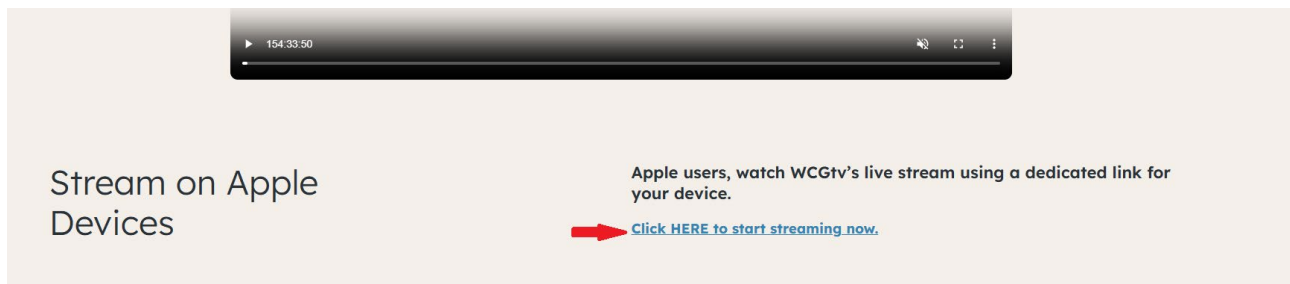 154:33:50
Stream on Apple
Devices
Apple users, watch WCGtv's live stream using a dedicated link for
your device.
Click HERE to start streaming now.